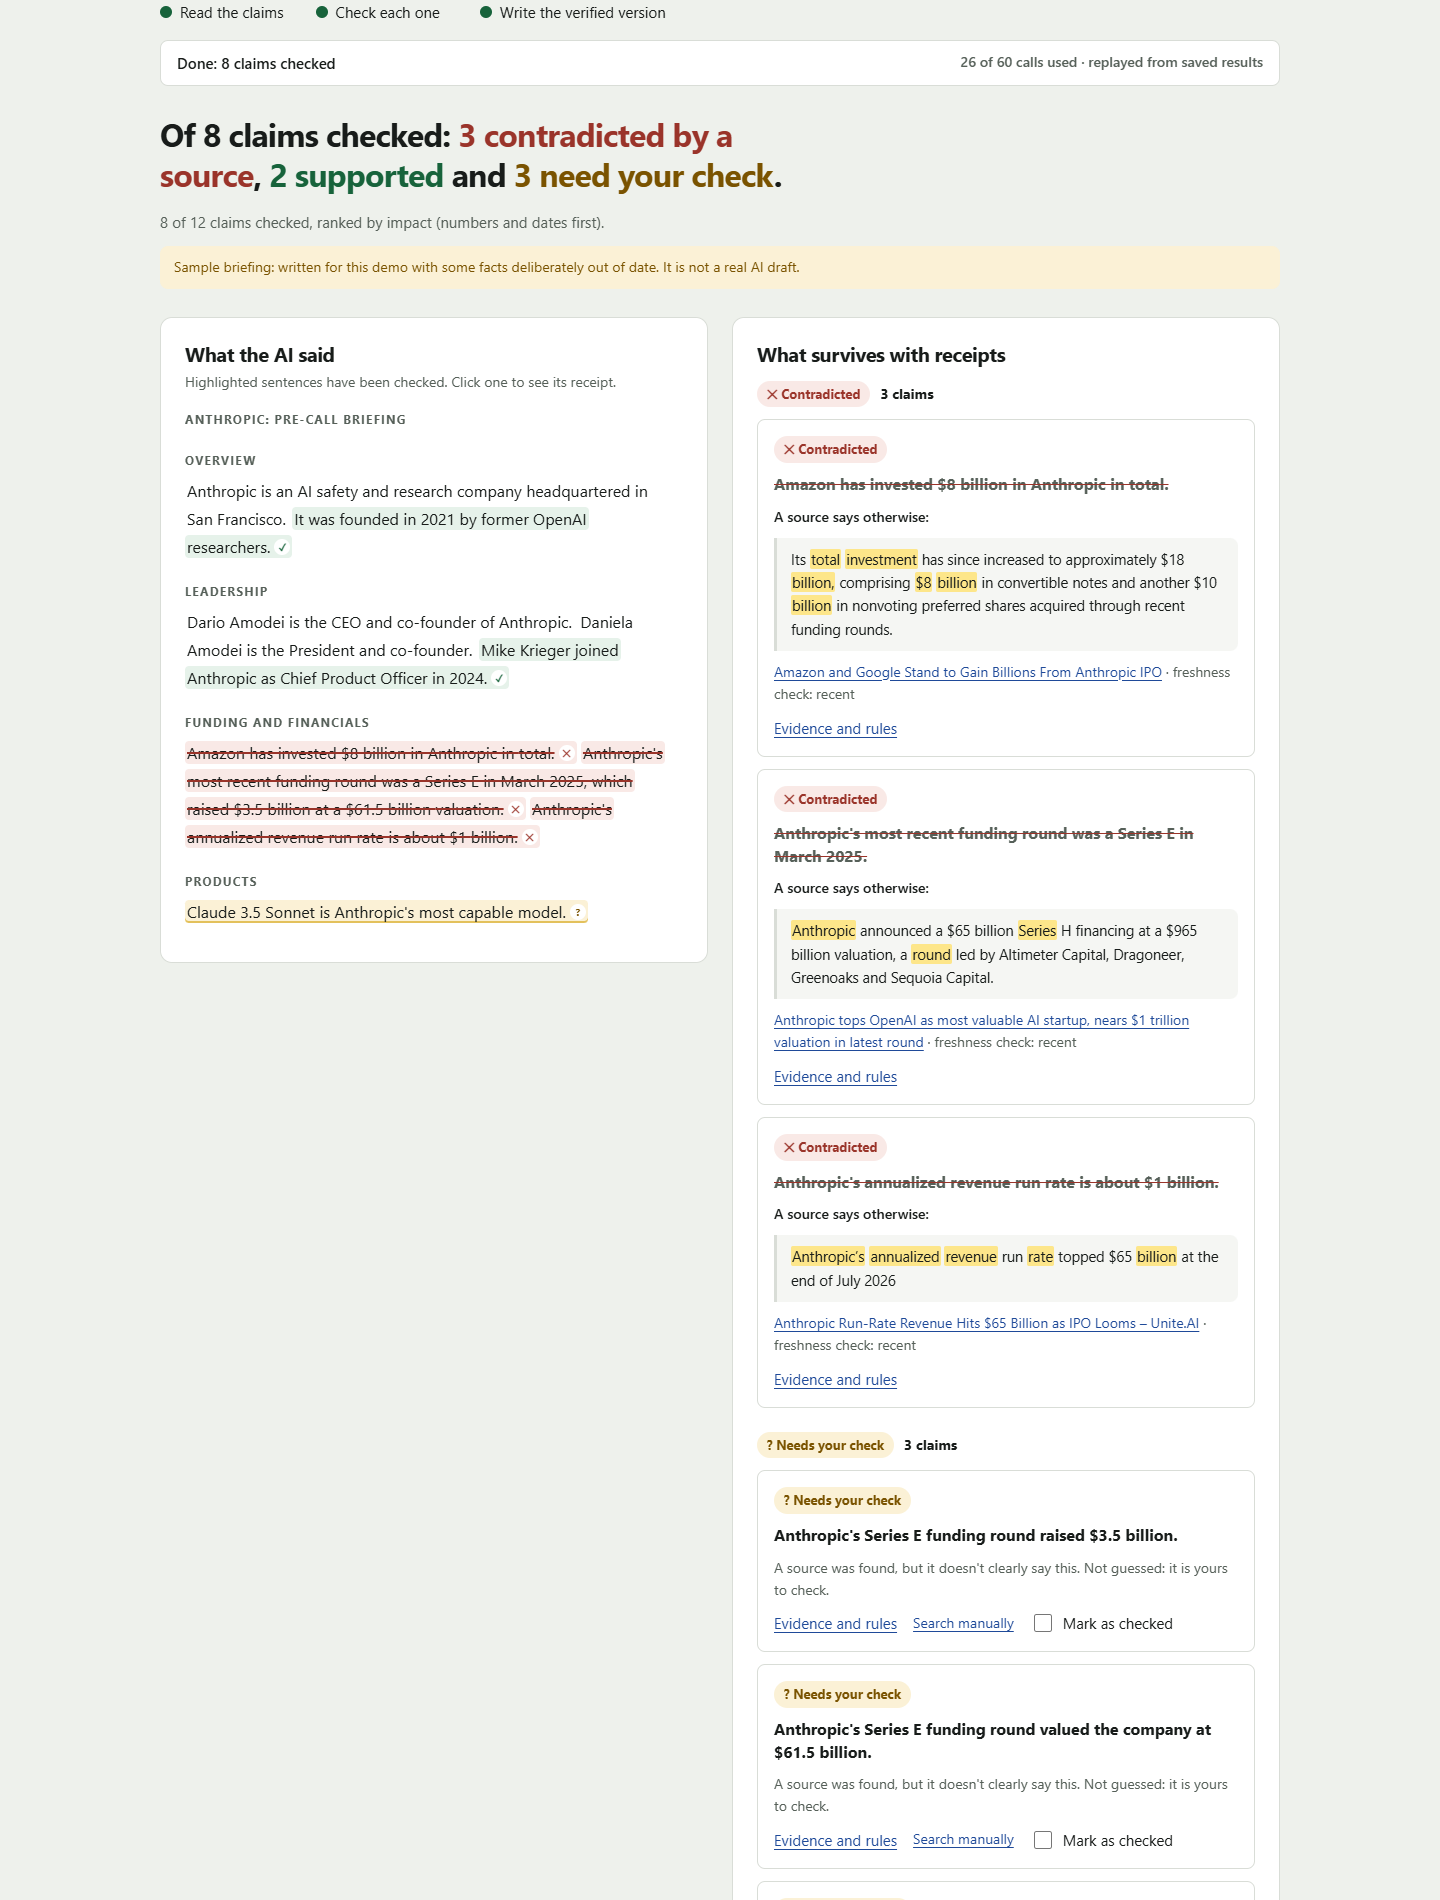 Read the claims
Check each one
Write the verified version
Done: 8 claims checked
26 of 60 calls used · replayed from saved results
Of 8 claims checked: 3 contradicted by a
source, 2 supported and 3 need your check.
8 of 12 claims checked, ranked by impact (numbers and dates first).
Sample briefing: written for this demo with some facts deliberately out of date. It is not a real AI draft.
What the AI said
Highlighted sentences have been checked. Click one to see its receipt.
ANTHROPIC: PRE-CALL BRIEFING
OVERVIEW
Anthropic is an AI safety and research company headquartered in
San Francisco. It was founded in 2021 by former OpenAI
researchers. ✓
LEADERSHIP
Dario Amodei is the CEO and co-founder of Anthropic. Daniela
Amodei is the President and co-founder. Mike Krieger joined
Anthropic as Chief Product Officer in 2024. ✓
FUNDING AND FINANCIALS
Amazon has invested $8 billion in Anthropic in total. ✕ Anthropic's
most recent funding round was a Series E in March 2025, which
raised $3.5 billion at a $61.5 billion valuation. ✕ Anthropic's
annualized revenue run rate is about $1 billion. ✕
PRODUCTS
Claude 3.5 Sonnet is Anthropic's most capable model. ?
What survives with receipts
✕ Contradicted 3 claims
✕ Contradicted
Amazon has invested $8 billion in Anthropic in total.
A source says otherwise:
Its total investment has since increased to approximately $18
billion, comprising $8 billion in convertible notes and another $10
billion in nonvoting preferred shares acquired through recent
funding rounds.
Amazon and Google Stand to Gain Billions From Anthropic IPO · freshness
check: recent
Evidence and rules
✕ Contradicted
Anthropic's most recent funding round was a Series E in
March 2025.
A source says otherwise:
Anthropic announced a $65 billion Series H financing at a $965
billion valuation, a round led by Altimeter Capital, Dragoneer,
Greenoaks and Sequoia Capital.
Anthropic tops OpenAI as most valuable AI startup, nears $1 trillion
valuation in latest round · freshness check: recent
Evidence and rules
✕ Contradicted
Anthropic's annualized revenue run rate is about $1 billion.
A source says otherwise:
Anthropic's annualized revenue run rate topped $65 billion at the
end of July 2026
Anthropic Run-Rate Revenue Hits $65 Billion as IPO Looms – Unite.AI ·
freshness check: recent
Evidence and rules
? Needs your check 3 claims
? Needs your check
Anthropic's Series E funding round raised $3.5 billion.
A source was found, but it doesn't clearly say this. Not guessed: it is yours
to check.
Evidence and rules Search manually Mark as checked
? Needs your check
Anthropic's Series E funding round valued the company at
$61.5 billion.
A source was found, but it doesn't clearly say this. Not guessed: it is yours
to check.
Evidence and rules Search manually Mark as checked